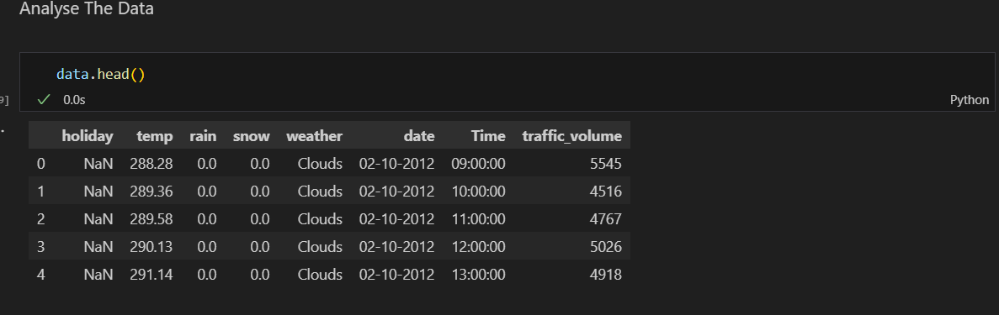 Analyse The Data
data.head()
9]
0.0s
Python
holiday temp rain snow weather date Time traffic_volume
0 NaN 288.28 0.0 0.0 Clouds 02-10-2012 09:00:00 5545
1 NaN 289.36 0.0 0.0 Clouds 02-10-2012 10:00:00 4516
2 NaN 289.58 0.0 0.0 Clouds 02-10-2012 11:00:00 4767
3 NaN 290.13 0.0 0.0 Clouds 02-10-2012 12:00:00 5026
4 NaN 291.14 0.0 0.0 Clouds 02-10-2012 13:00:00 4918